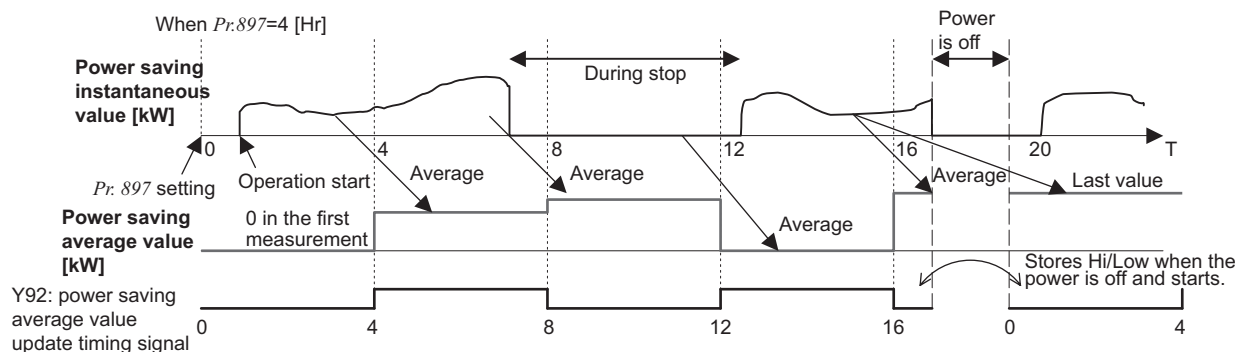 When Pr.897=4 [Hr]
Power
is off
Power saving
instantaneous
value [kW]
During stop
0
4
8
12
16
20
T
Pr. 897 setting
Operation start
Average
Average
Average
Average
Last value
Power saving
average value
[kW]
0 in the first
measurement
Stores Hi/Low when the
power is off and starts.
Y92: power saving
average value
update timing signal
0
4
8
12
16
0
4